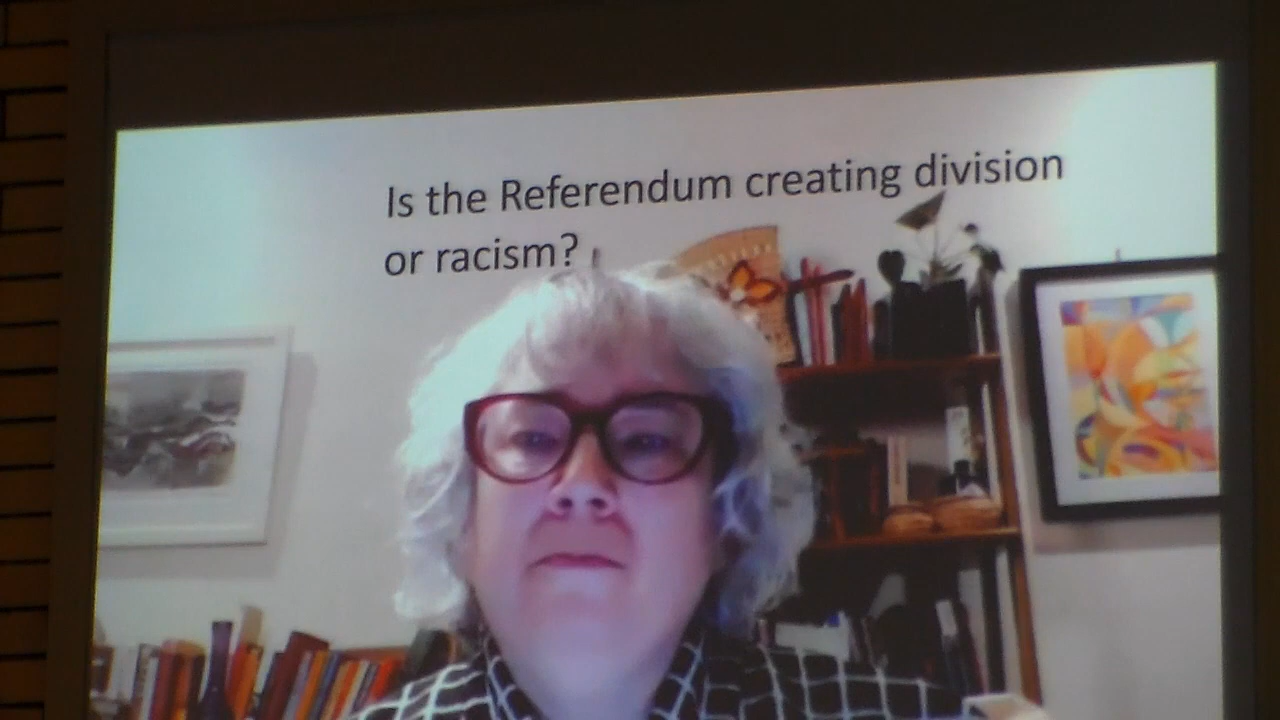 Is the Referendum creating division
or racism?